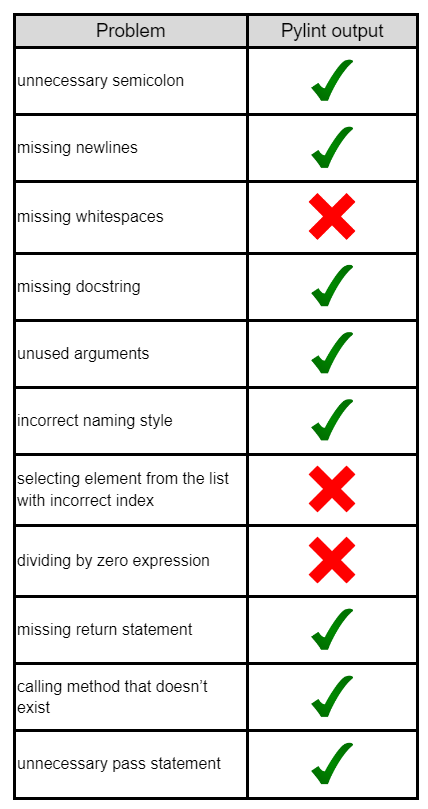 Problem
Pylint output
unnecessary semicolon
missing newlines
missing whitespaces
missing docstring
unused arguments
incorrect naming style
selecting element from the list
with incorrect index
dividing by zero expression
missing return statement
calling method that doesn’t
exist
unnecessary pass statement